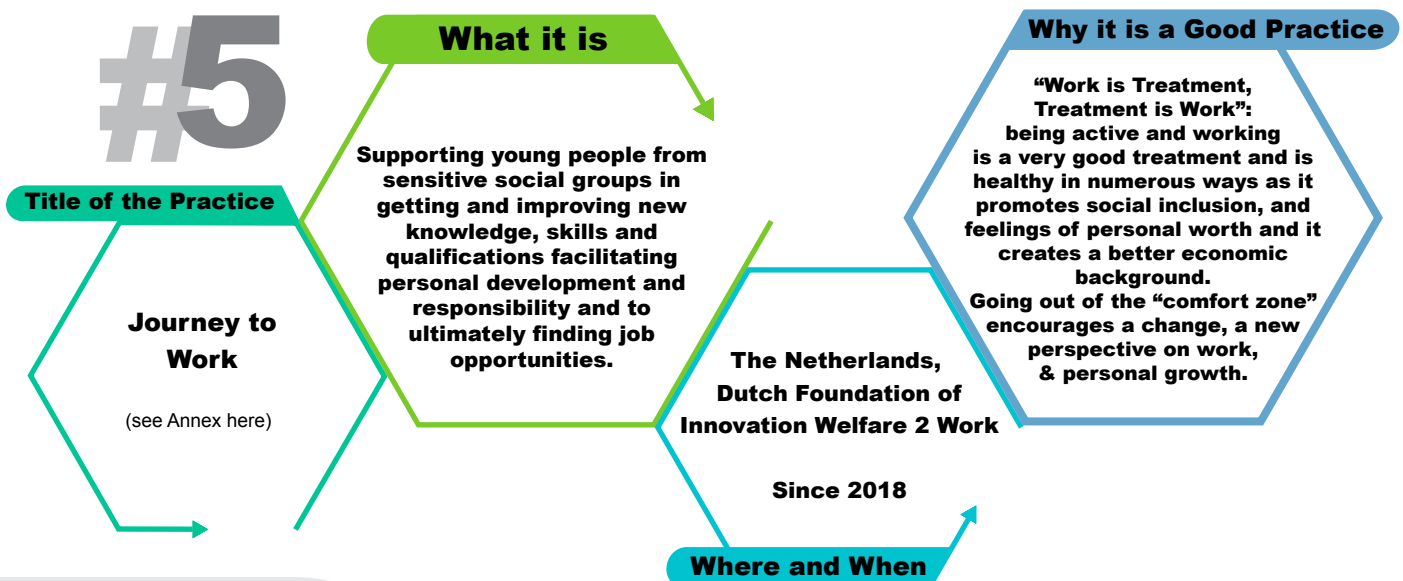 #5
Title of the Practice
Journey to
Work
(see Annex here)
What it is
Supporting young people from
sensitive social groups in
getting and improving new
knowledge, skills and
qualifications facilitating
personal development and
responsibility and to
ultimately finding job
opportunities.
The Netherlands,
Dutch Foundation of
Innovation Welfare 2 Work
Since 2018
Where and When
Why it is a Good Practice
“Work is Treatment,
Treatment is Work”:
being active and working
is a very good treatment and is
healthy in numerous ways as it
promotes social inclusion, and
feelings of personal worth and it
creates a better economic
background.
Going out of the “comfort zone”
encourages a change, a new
perspective on work,
& personal growth.